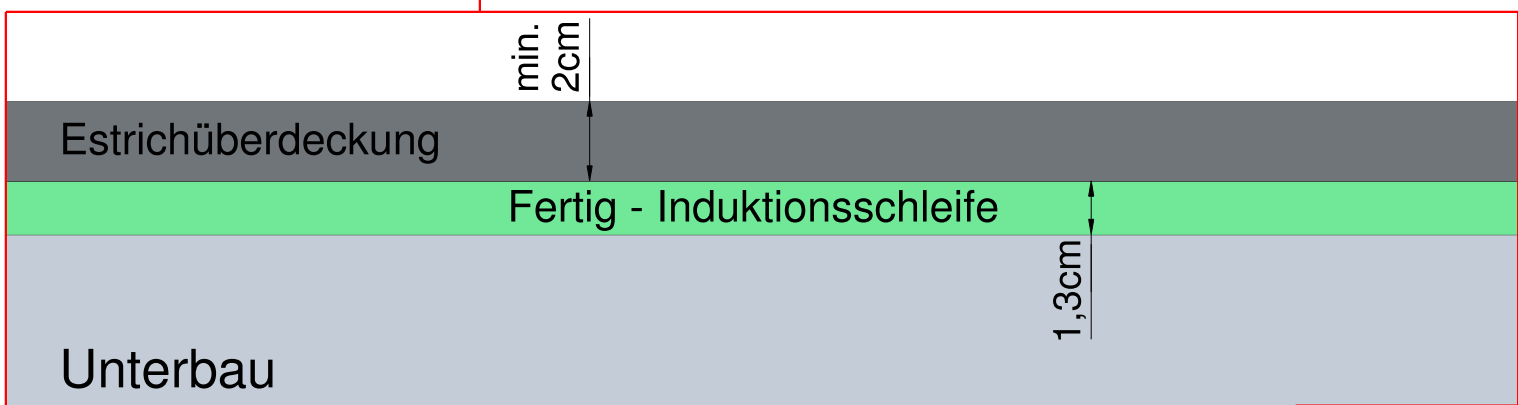 min.
2cm
Estrichüberdeckung
Fertig - Induktionsschleife
1,3cm
Unterbau